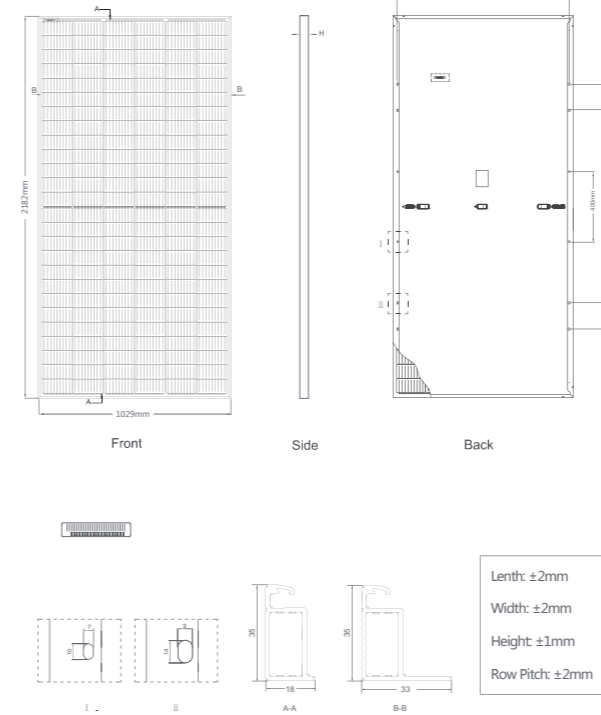 A
H
B
B
2182mm
400mm
I
II
A
1029mm
Front
Side
Back
Lenth: ±2mm
Width: ±2mm
Height: ±1mm
Row Pitch: ±2mm
7
10
9
14
35
35
18
33
I
II
A-A
B-B